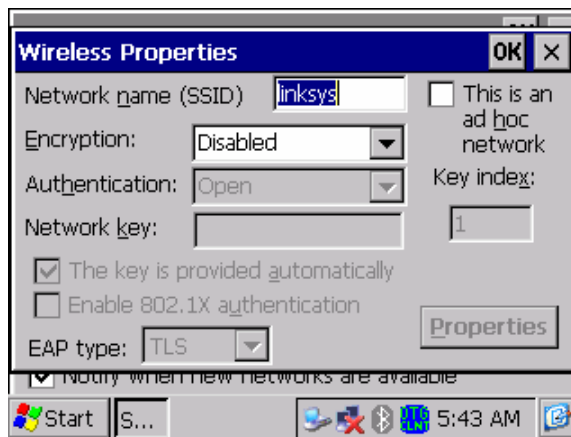 Wireless Properties OK ×
Network name (SSID) linksys
This is an ad hoc network
Encryption: Disabled
Authentication: Open
Key index:
Network key:
1
The key is provided automatically
Enable 802.1X authentication
Properties
EAP type: TLS
Notify when new networks are available
Start S... 5:43 AM